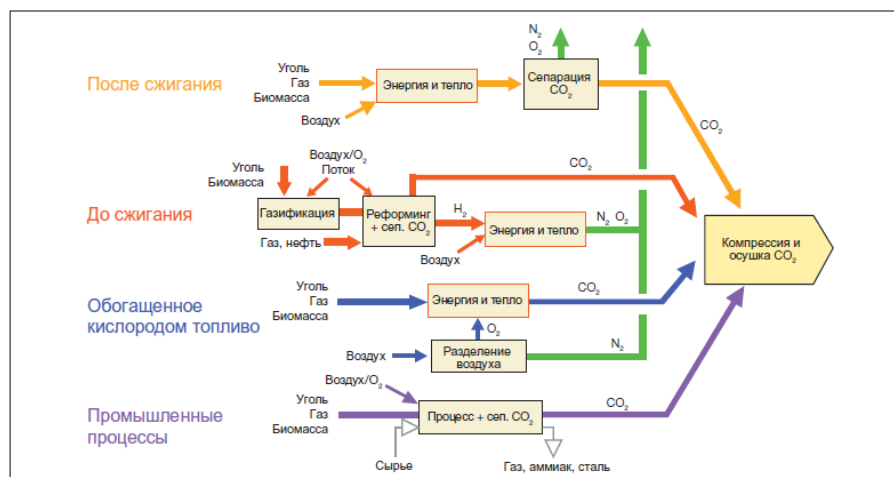 N₂
O₂
После сжигания
Уголь
Газ
Биомасса
Воздух
Энергия и тепло
Сепарация
CO₂
CO₂
До сжигания
Уголь
Биомасса
Воздух/O₂
Поток
CO₂
Газификация
Реформинг
+ сеп. CO₂
H₂
Газ, нефть
Воздух
Энергия и тепло
N₂ O₂
Компрессия и
осушка CO₂
Обогащенное
кислородом топливо
Уголь
Газ
Биомасса
Энергия и тепло
CO₂
O₂
Воздух
Разделение
воздуха
N₂
Промышленные
процессы
Воздух/O₂
Уголь
Газ
Биомасса
Процесс + сеп. CO₂
CO₂
Сырье
Газ, аммиак, сталь